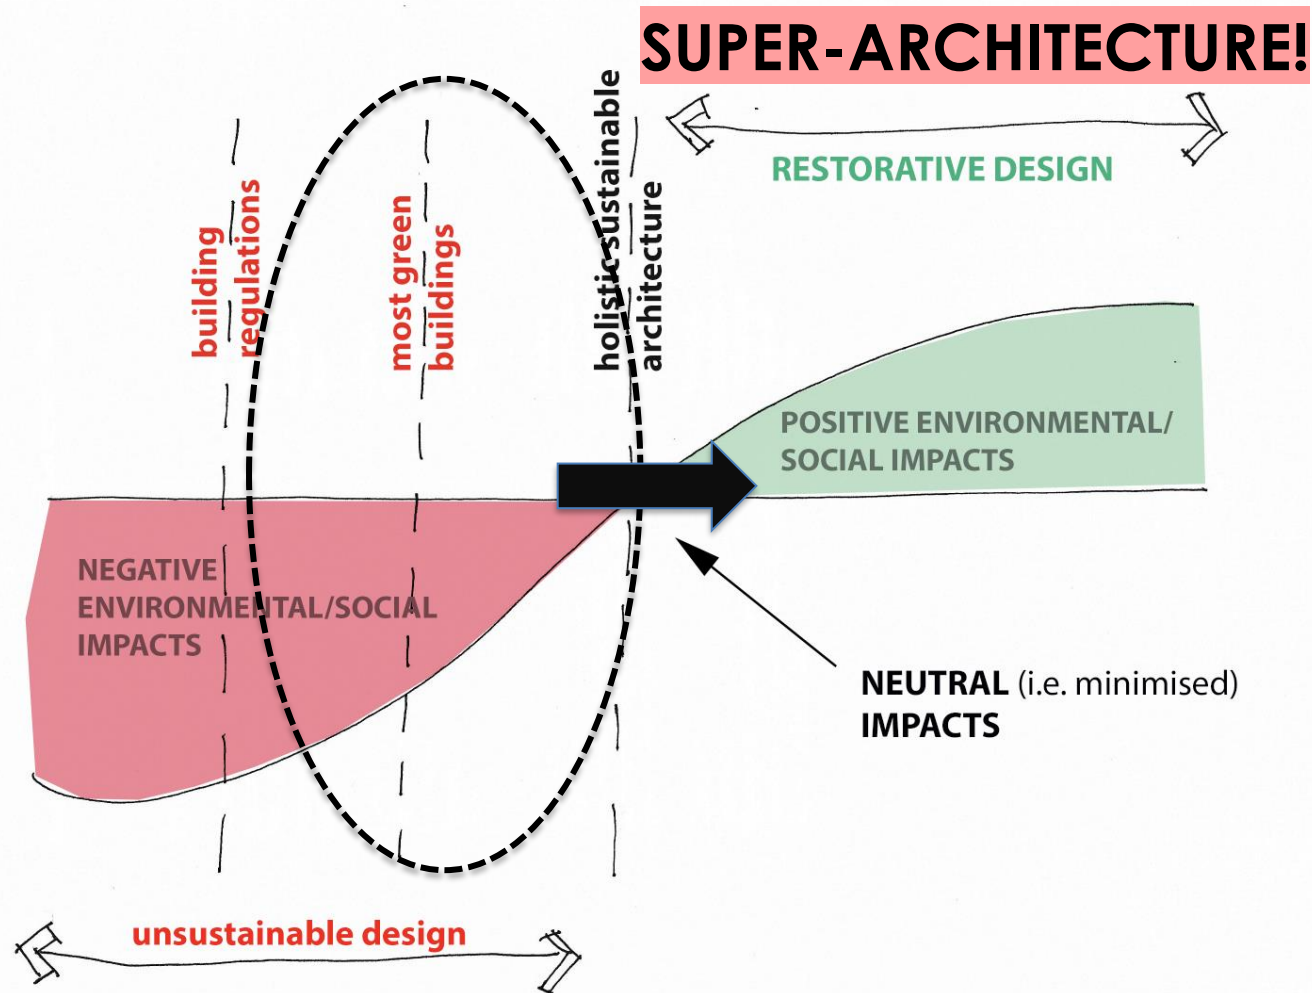 SUPER-ARCHITECTURE!
RESTORATIVE DESIGN
building
regulations
most green
buildings
holistic sustainable
architecture
POSITIVE ENVIRONMENTAL/
SOCIAL IMPACTS
NEGATIVE
ENVIRONMENTAL/SOCIAL
IMPACTS
NEUTRAL (i.e. minimised)
IMPACTS
unsustainable design